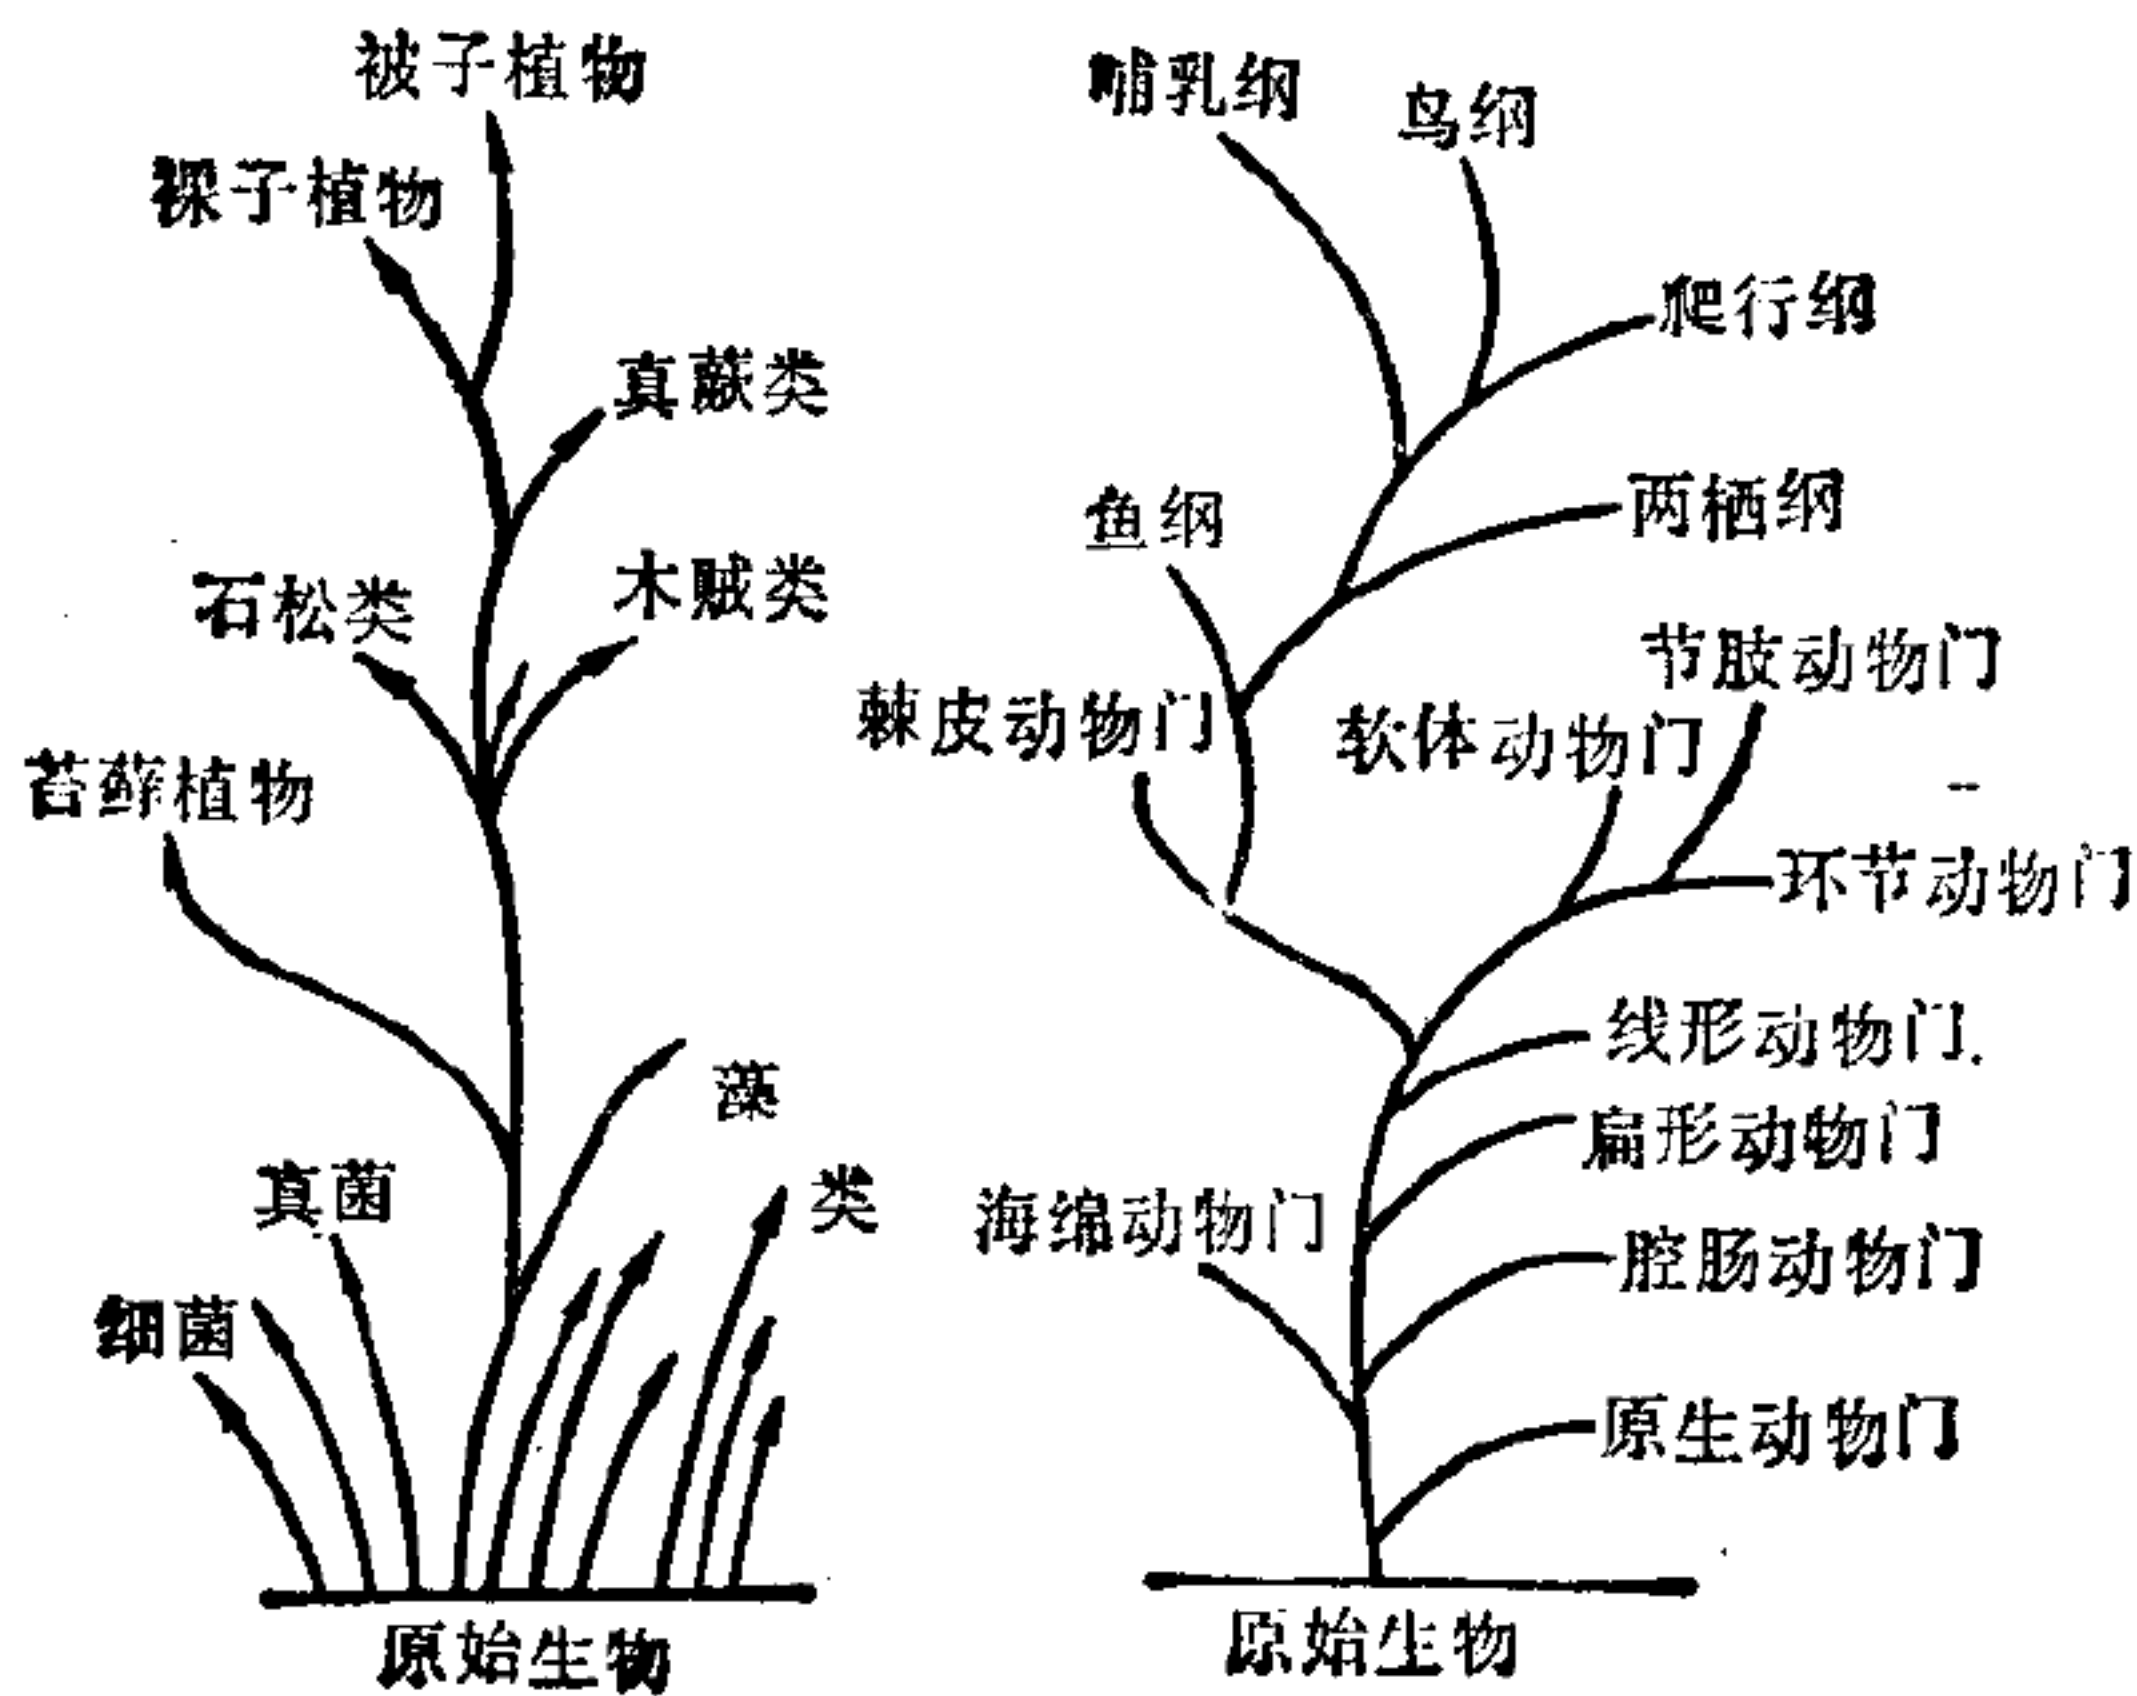 被子植物
裸子植物
真蕨类
石松类
木贼类
苔藓植物
藻
类
真菌
细菌
原始生物
哺乳纲
鸟纲
爬行纲
鱼纲
两栖纲
节肢动物门
棘皮动物门
软体动物门
环节动物门
线形动物门
扁形动物门
海绵动物门
腔肠动物门
原生动物门
原始生物